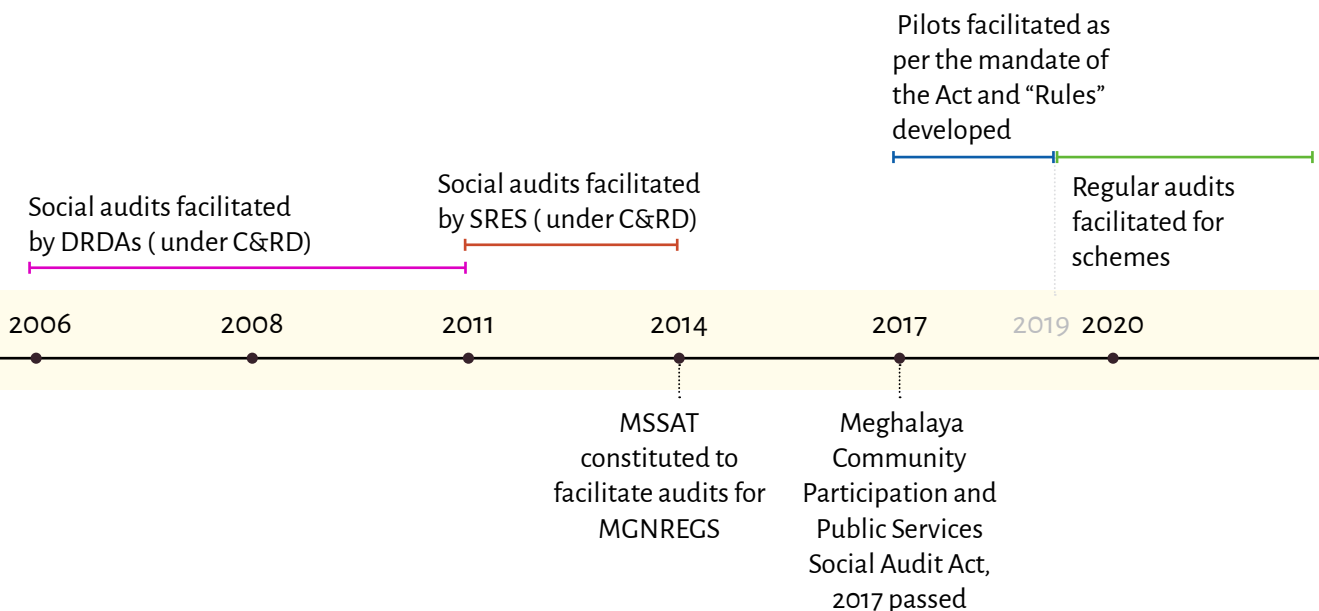 Pilots facilitated as
per the mandate of
the Act and “Rules”
developed
Social audits facilitated
by SRES ( under C&RD)
Regular audits
facilitated for
schemes
Social audits facilitated
by DRDAs ( under C&RD)
2006 2008 2011 2014 2017 2019 2020
MSSAT
constituted to
facilitate audits for
MGNREGS
Meghalaya
Community
Participation and
Public Services
Social Audit Act,
2017 passed